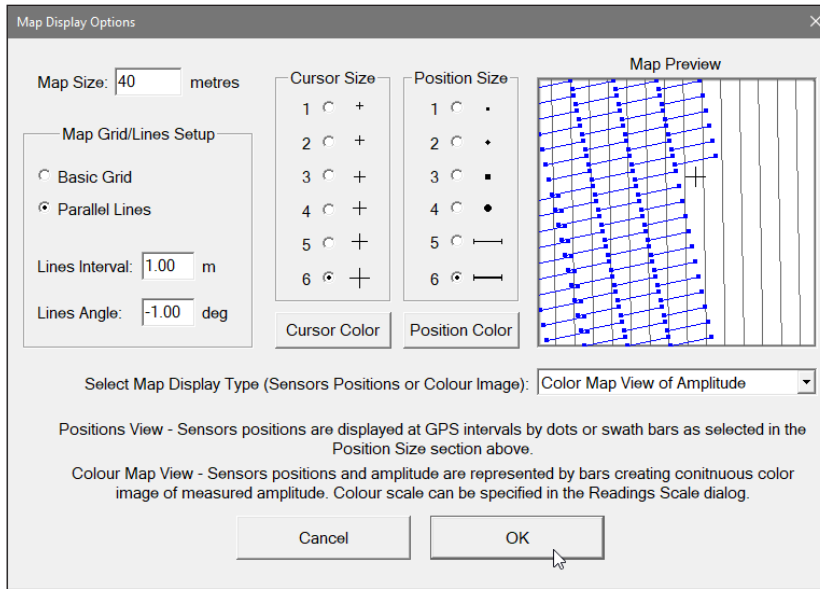 Map Display Options
Map Size: 40 metres
Map Grid/Lines Setup
Basic Grid
Parallel Lines
Lines Interval: 1.00 m
Lines Angle: -1.00 deg
Cursor Size
1
2
3
4
5
6
Cursor Color
Position Size
1
2
3
4
5
6
Position Color
Map Preview
Select Map Display Type (Sensors Positions or Colour Image): Color Map View of Amplitude
Positions View - Sensors positions are displayed at GPS intervals by dots or swath bars as selected in the
Position Size section above.
Colour Map View - Sensors positions and amplitude are represented by bars creating conitnuous color
image of measured amplitude. Colour scale can be specified in the Readings Scale dialog.
Cancel
OK